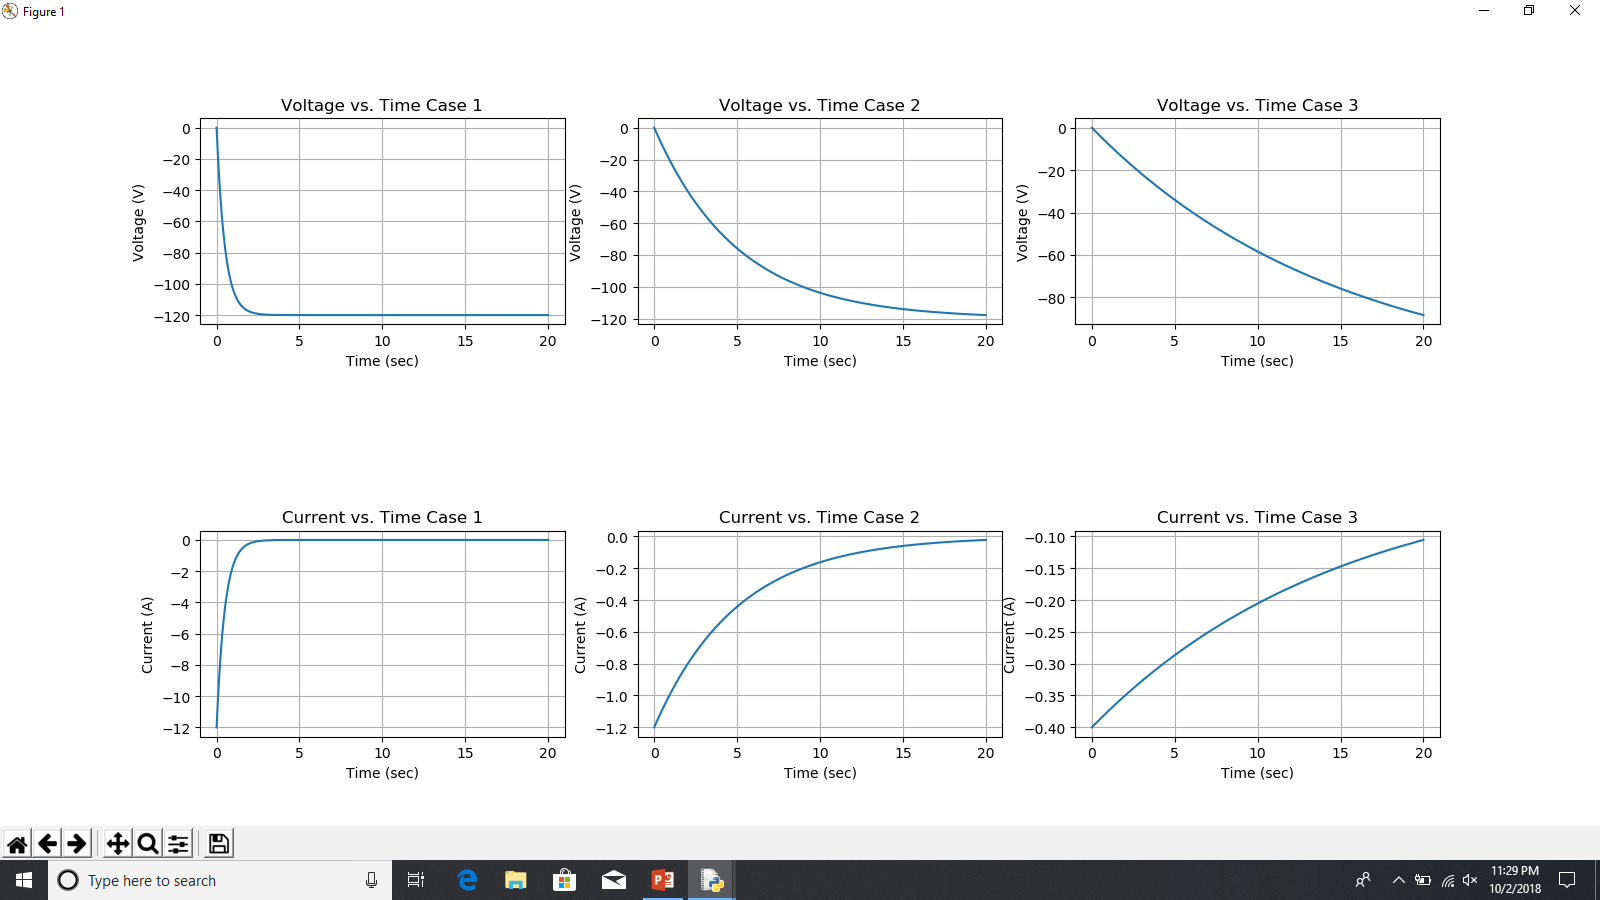 Figure 1
Voltage vs. Time Case 1
Voltage (V)
0
−20
−40
−60
−80
−100
−120
0 5 10 15 20
Time (sec)
Voltage vs. Time Case 2
Voltage (V)
0
−20
−40
−60
−80
−100
−120
0 5 10 15 20
Time (sec)
Voltage vs. Time Case 3
Voltage (V)
0
−20
−40
−60
−80
0 5 10 15 20
Time (sec)
Current vs. Time Case 1
Current (A)
0
−2
−4
−6
−8
−10
−12
0 5 10 15 20
Time (sec)
Current vs. Time Case 2
Current (A)
0.0
−0.2
−0.4
−0.6
−0.8
−1.0
−1.2
0 5 10 15 20
Time (sec)
Current vs. Time Case 3
Current (A)
−0.10
−0.15
−0.20
−0.25
−0.30
−0.35
−0.40
0 5 10 15 20
Time (sec)
Type here to search
11:29 PM
10/2/2018